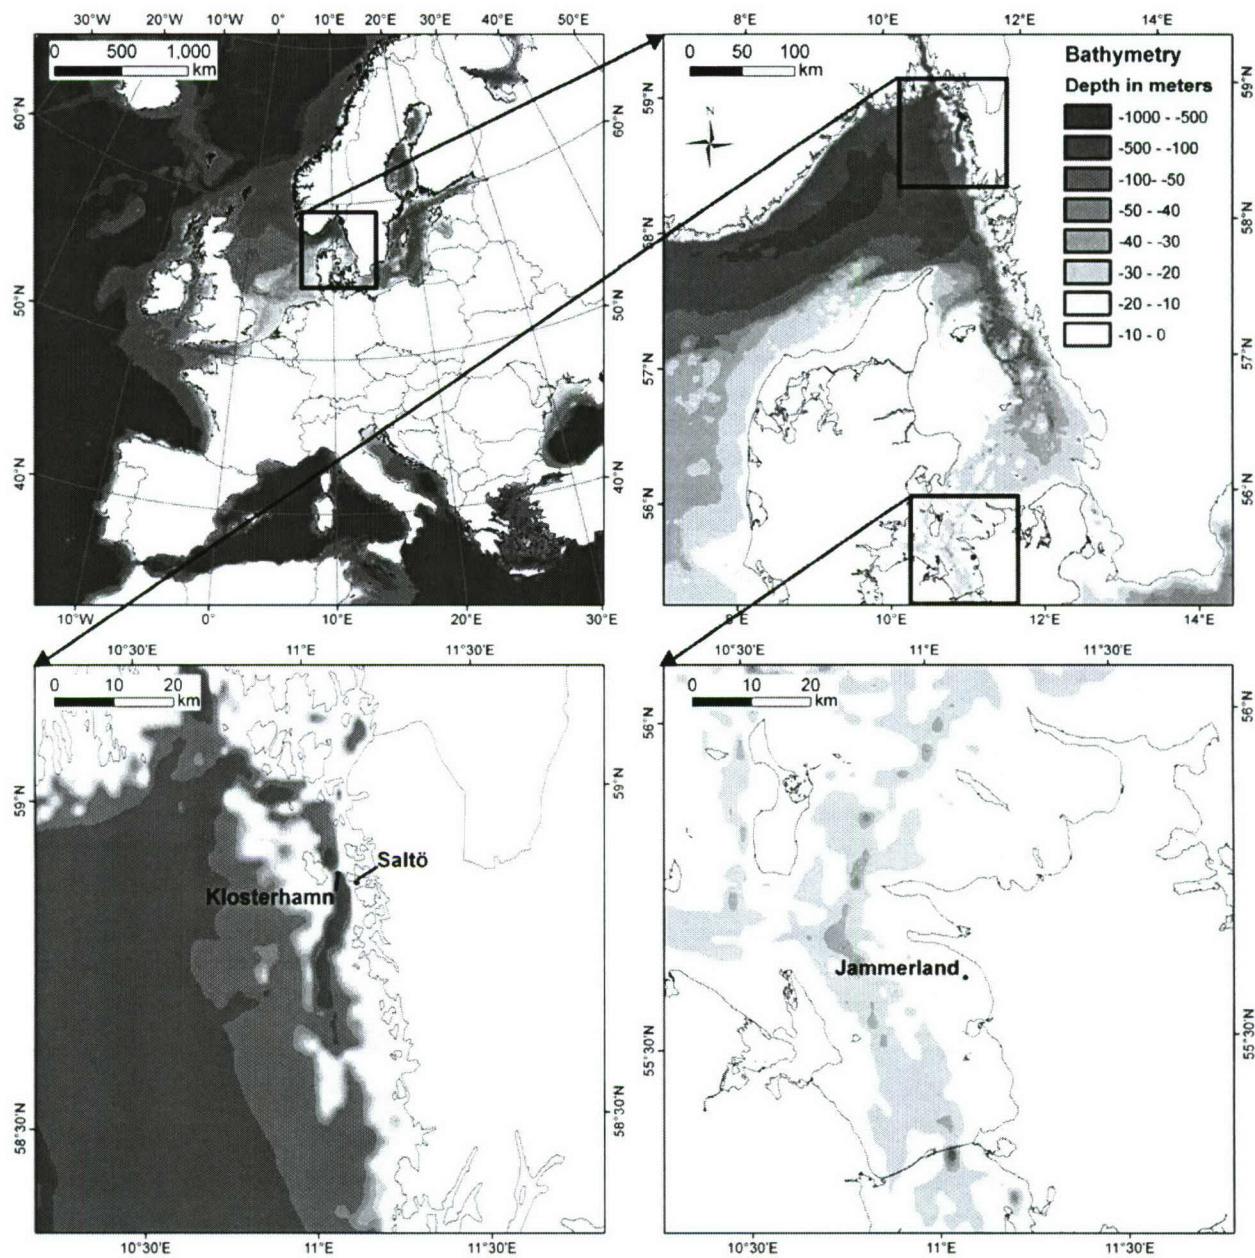 30°W 20°W 10°W 0° 10°E 20°E 30°E 40°E 50°E
0 500 1,000
km
60°N
50°N
40°N
60°N
50°N
40°N
10°W 0° 10°E 20°E 30°E
8°E 10°E 12°E 14°E
0 50 100
km
N
Bathymetry
Depth in meters
-1000 - -500
-500 - -100
-100 - -50
-50 - -40
-40 - -30
-30 - -20
-20 - -10
-10 - 0
59°N
58°N
57°N
56°N
59°N
58°N
57°N
56°N
8°E 10°E 12°E 14°E
10°30'E 11°E 11°30'E
0 10 20
km
59°N
58°30'N
59°N
58°30'N
Saltö
Klosterhamn
10°30'E 11°E 11°30'E
10°30'E 11°E 11°30'E
0 10 20
km
56°N
55°30'N
56°N
55°30'N
Jammerland
10°30'E 11°E 11°30'E